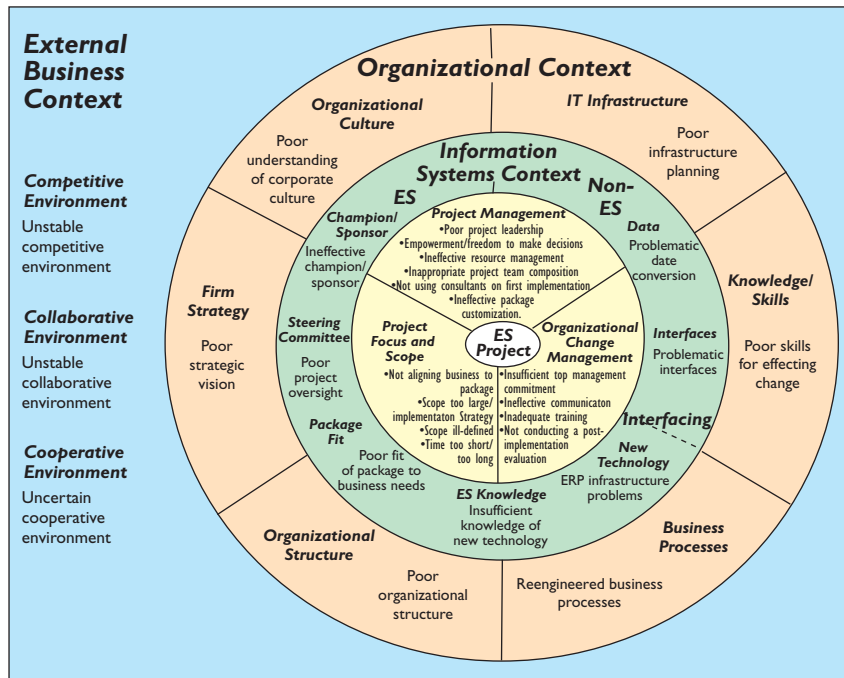 External
Business
Context
Competitive
Environment
Unstable
competitive
environment
Collaborative
Environment
Unstable
collaborative
environment
Cooperative
Environment
Uncertain
cooperative
environment
Organizational Context
Organizational
Culture
Poor
understanding
of corporate
culture
IT Infrastructure
Poor
infrastructure
planning
Firm
Strategy
Poor
strategic
vision
Knowledge/
Skills
Poor skills
for effecting
change
Organizational
Structure
Poor
organizational
structure
Business
Processes
Reengineered business
processes
Information
Systems Context
ES
Non-
ES
Champion/
Sponsor
Ineffective
champion/
sponsor
Steering
Committee
Poor
project
oversight
Package
Fit
Poor fit
of package to
business needs
ES Knowledge
Insufficient
knowledge of
new technology
Data
Problematic
date
conversion
Interfaces
Problematic
interfaces
Interfacing
New
Technology
ERP infrastructure
problems
Project Management
•Poor project leadership
•Empowerment/freedom to make decisions
•Ineffective resource management
•Inappropriate project team composition
•Not using consultants on first implementation
•Ineffective package
customization.
ES
Project
Project
Focus and
Scope
•Not aligning business to
package
•Scope too large/
implementaton Strategy
•Scope ill-defined
•Time too short/
too long
Organizational
Change
Management
•Insufficient top management
commitment
•Ineffective communicaton
•Inadequate training
•Not conducting a post-
implementation
evaluation